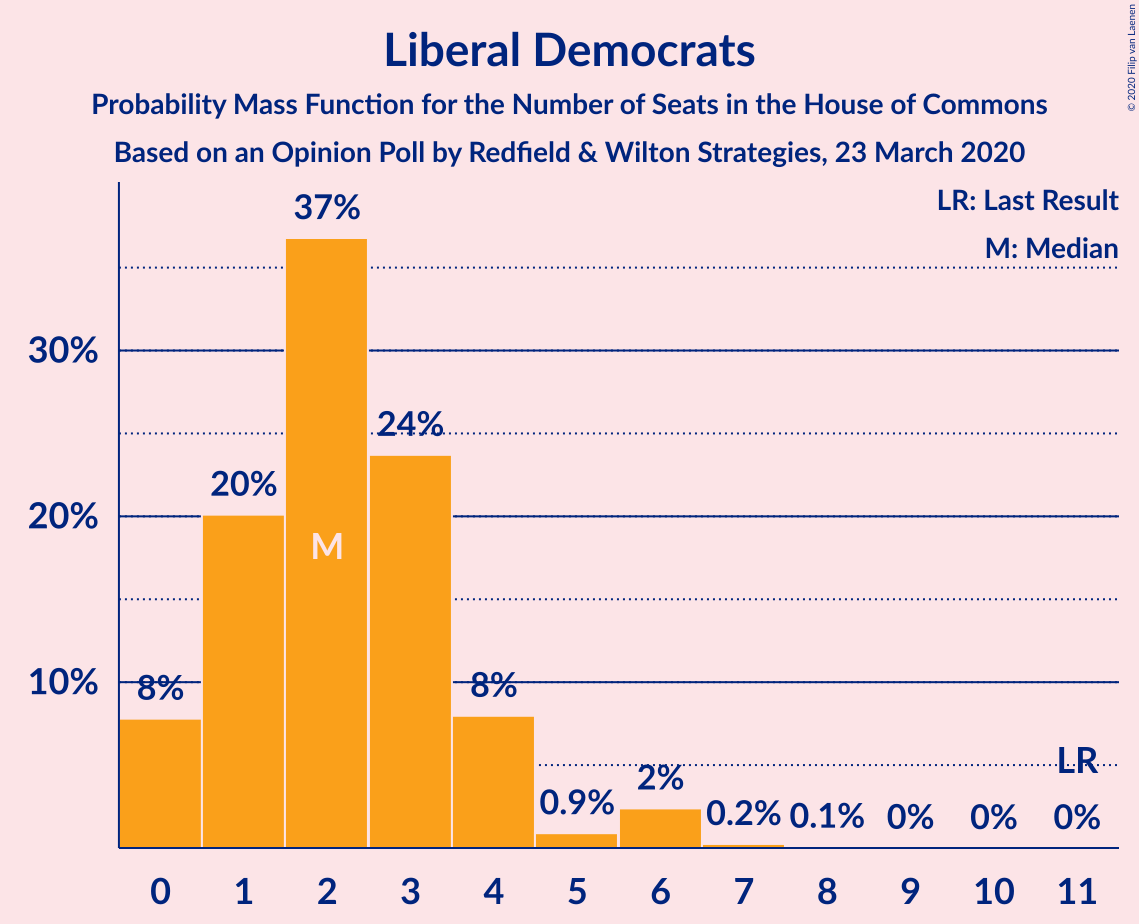 Liberal Democrats
Probability Mass Function for the Number of Seats in the House of Commons
Based on an Opinion Poll by Redfield & Wilton Strategies, 23 March 2020
© 2020 Filip van Laenen
LR: Last Result
M: Median
37%
30%
24%
20%
20%
M
10%
8%
8%
LR
2%
0.9%
0.2%
0.1%
0%
0%
0%
0 1 2 3 4 5 6 7 8 9 10 11